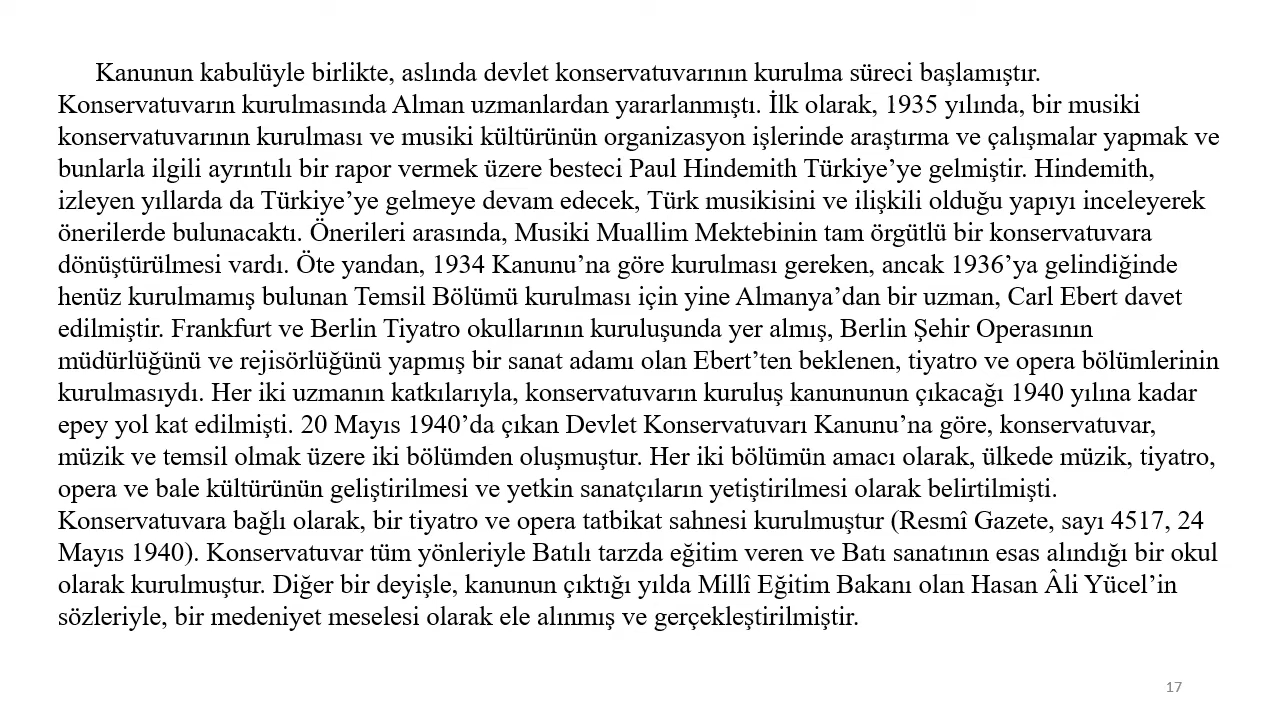 Kanunun kabulüyle birlikte, aslında devlet konservatuvarının kurulma süreci başlamıştır.
Konservatuvarın kurulmasında Alman uzmanlardan yararlanmıştı. İlk olarak, 1935 yılında, bir musiki
konservatuvarının kurulması ve musiki kültürünün organizasyon işlerinde araştırma ve çalışmalar yapmak ve
bunlarla ilgili ayrıntılı bir rapor vermek üzere besteci Paul Hindemith Türkiye’ye gelmiştir. Hindemith,
izleyen yıllarda da Türkiye’ye gelmeye devam edecek, Türk musikisini ve ilişkili olduğu yapıyı inceleyerek
önerilerde bulunacaktı. Önerileri arasında, Musiki Muallim Mektebinin tam örgütlü bir konservatuvara
dönüştürülmesi vardı. Öte yandan, 1934 Kanunu’na göre kurulması gereken, ancak 1936’ya gelindiğinde
henüz kurulmamış bulunan Temsil Bölümü kurulması için yine Almanya’dan bir uzman, Carl Ebert davet
edilmiştir. Frankfurt ve Berlin Tiyatro okullarının kuruluşunda yer almış, Berlin Şehir Operasının
müdürlüğünü ve rejisörlüğünü yapmış bir sanat adamı olan Ebert’ten beklenen, tiyatro ve opera bölümlerinin
kurulmasıydı. Her iki uzmanın katkılarıyla, konservatuvarın kuruluş kanununun çıkacağı 1940 yılına kadar
epey yol kat edilmişti. 20 Mayıs 1940’da çıkan Devlet Konservatuvarı Kanunu’na göre, konservatuvar,
müzik ve temsil olmak üzere iki bölümden oluşmuştur. Her iki bölümün amacı olarak, ülkede müzik, tiyatro,
opera ve bale kültürünün geliştirilmesi ve yetkin sanatçıların yetiştirilmesi olarak belirtilmişti.
Konservatuvara bağlı olarak, bir tiyatro ve opera tatbikat sahnesi kurulmuştur (Resmî Gazete, sayı 4517, 24
Mayıs 1940). Konservatuvar tüm yönleriyle Batılı tarzda eğitim veren ve Batı sanatının esas alındığı bir okul
olarak kurulmuştur. Diğer bir deyişle, kanunun çıktığı yılda Millî Eğitim Bakanı olan Hasan Âli Yücel’in
sözleriyle, bir medeniyet meselesi olarak ele alınmış ve gerçekleştirilmiştir.
17